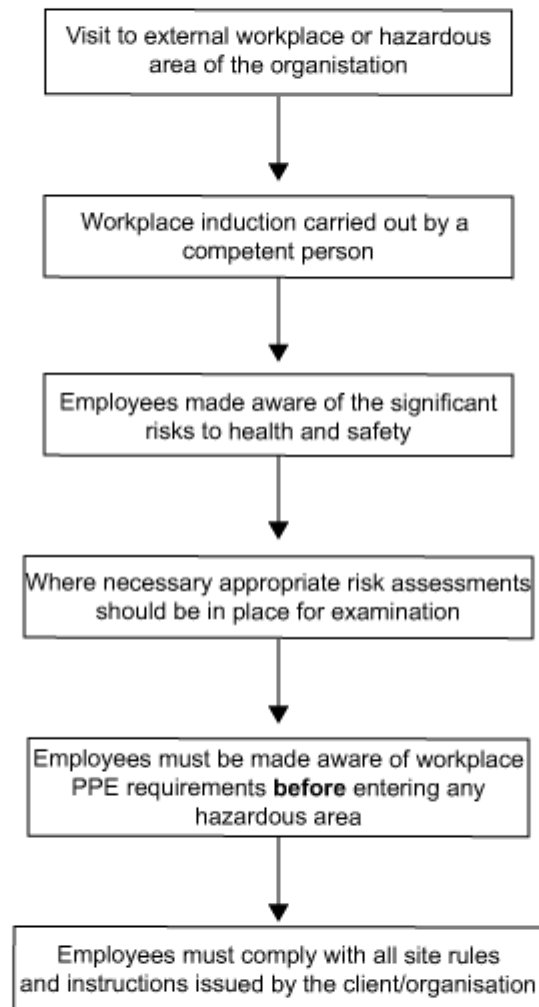 Visit to external workplace or hazardous
area of the organistation
Workplace induction carried out by a
competent person
Employees made aware of the significant
risks to health and safety
Where necessary appropriate risk assessments
should be in place for examination
Employees must be made aware of workplace
PPE requirements before entering any
hazardous area
Employees must comply with all site rules
and instructions issued by the client/organisation